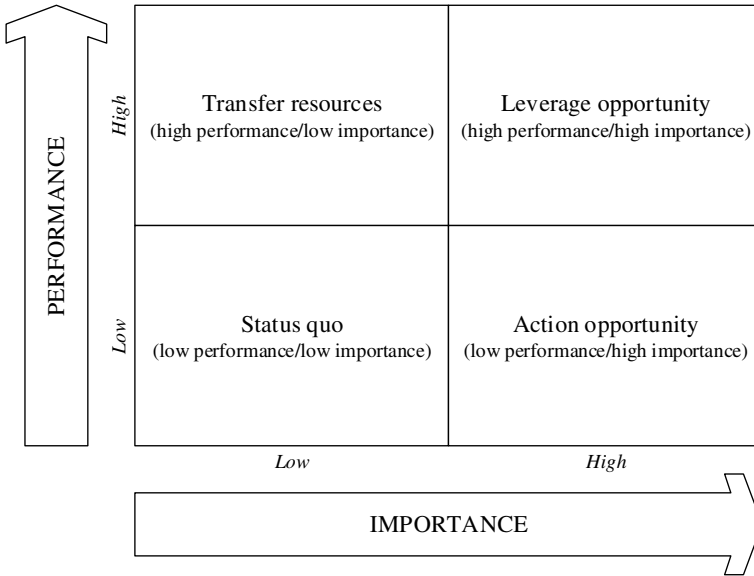 PERFORMANCE
High
Low
Transfer resources
(high performance/low importance)
Leverage opportunity
(high performance/high importance)
Status quo
(low performance/low importance)
Action opportunity
(low performance/high importance)
Low
High
IMPORTANCE